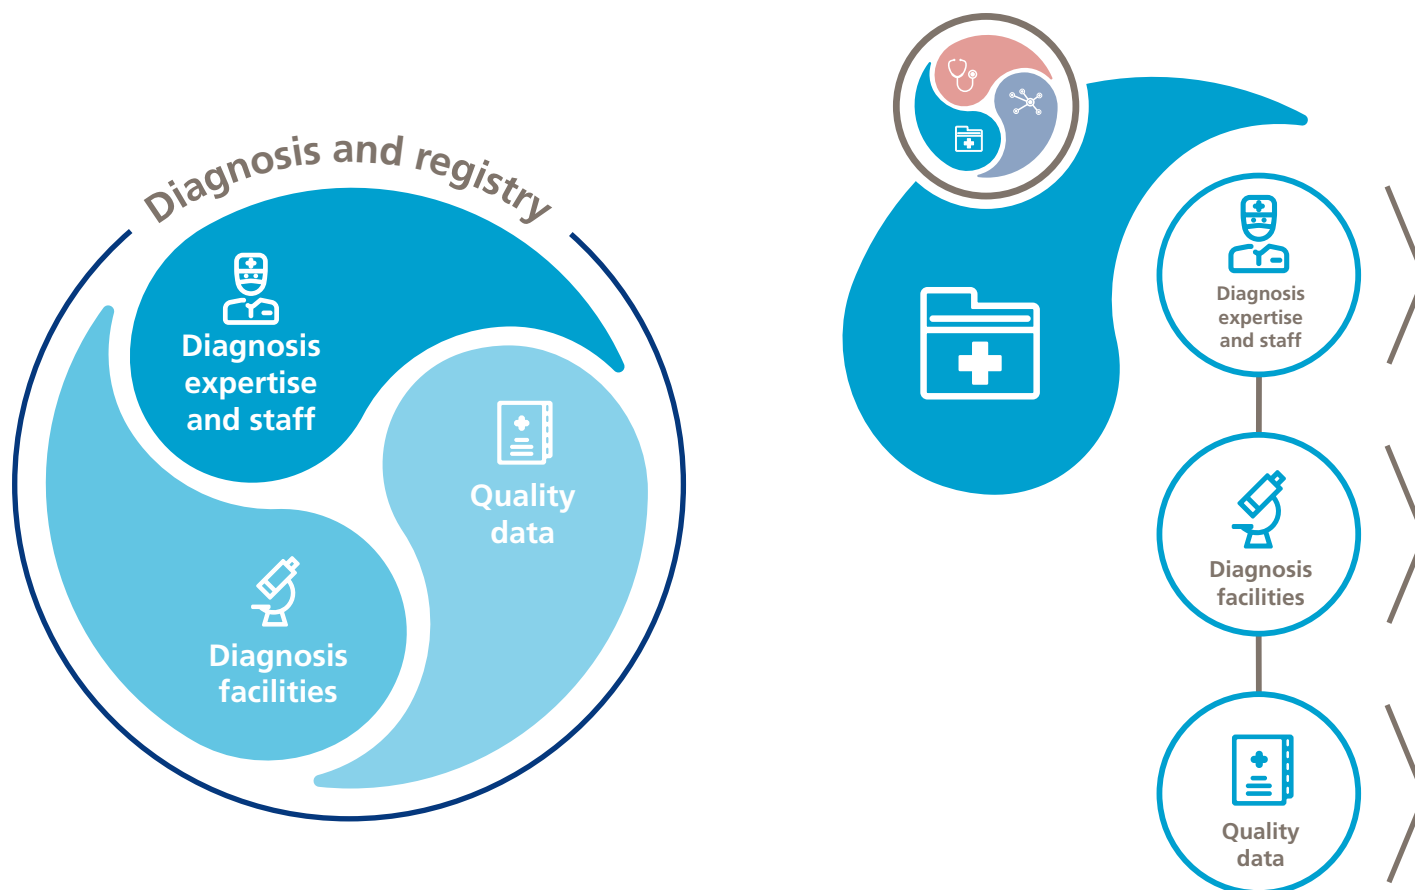 Diagnosis and registry
Diagnosis
expertise
and staff
Quality
data
Diagnosis
facilities
Diagnosis
expertise
and staff
Diagnosis
facilities
Quality
data